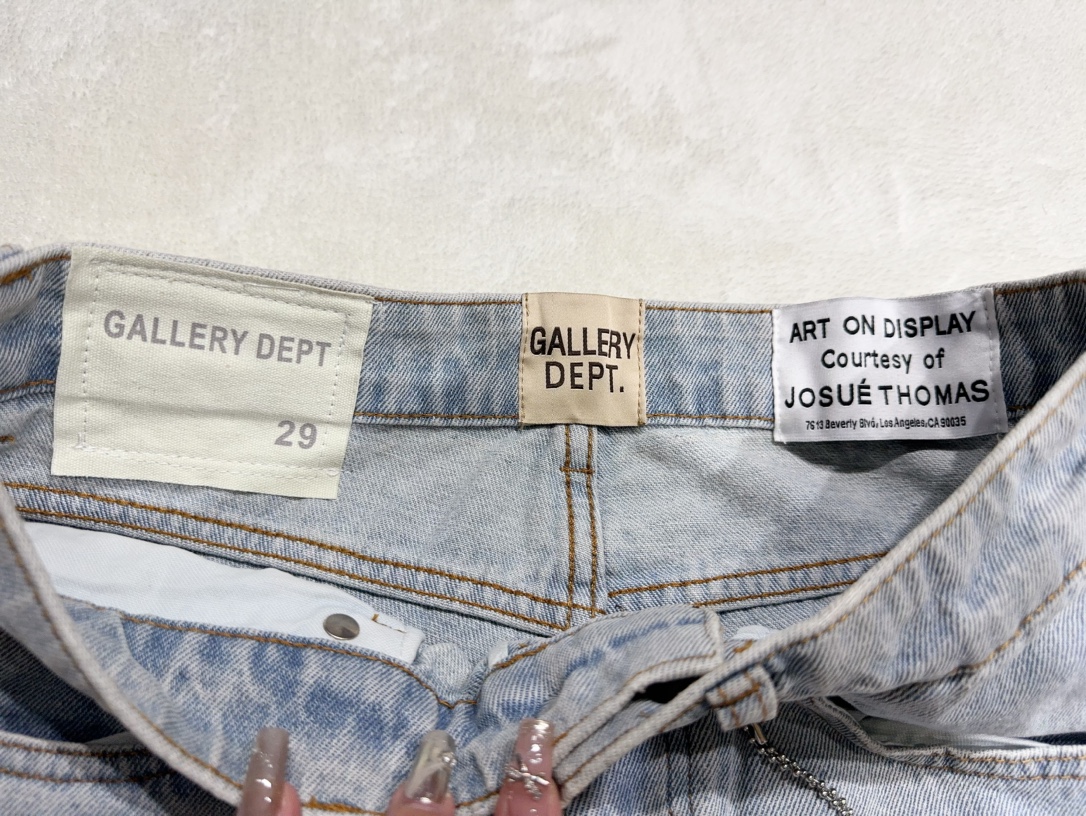 GALLERY DEPT
29
GALLERY
DEPT.
ART ON DISPLAY
Courtesy of
JOSUÉ THOMAS
7613 Beverly Blvd, Los Angeles, CA 90035